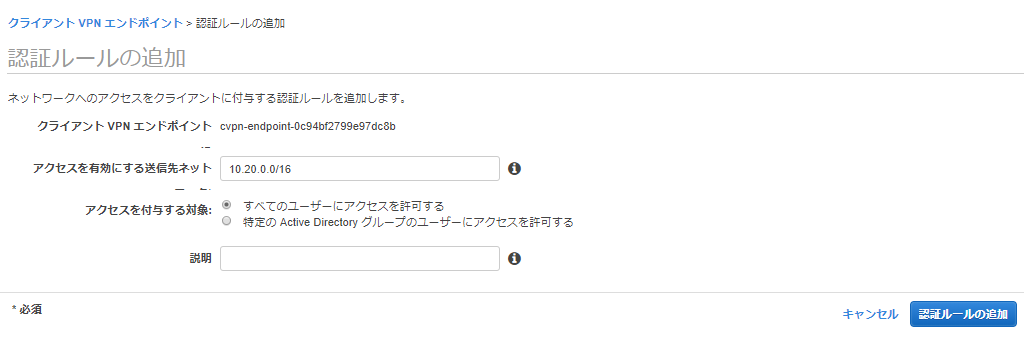 クライアント VPN エンドポイント > 認証ルールの追加
認証ルールの追加
ネットワークへのアクセスをクライアントに付与する認証ルールを追加します。
クライアント VPN エンドポイント cvpn-endpoint-0c94bf2799e97dc8b
アクセスを有効にする送信先ネット 10.20.0.0/16
アクセスを付与する対象: すべてのユーザーにアクセスを許可する
特定の Active Directory グループのユーザーにアクセスを許可する
説明
* 必須
キャンセル 認証ルールの追加